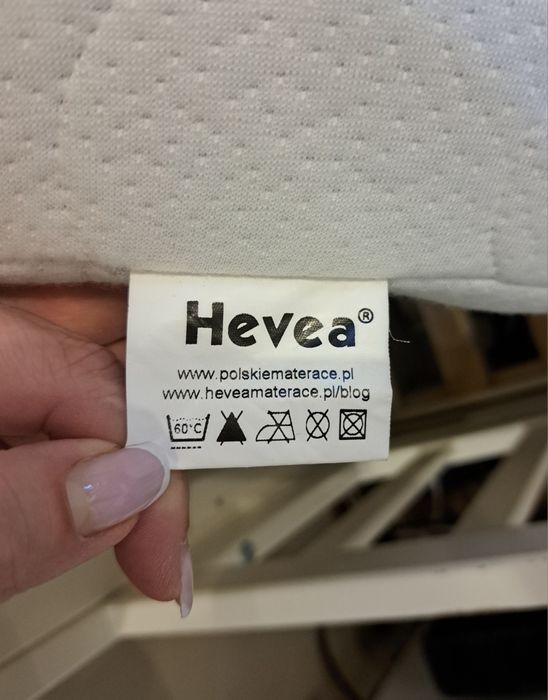 Hevea®
www.polskiematerace.pl
www.heveamaterace.pl/blog
60°C